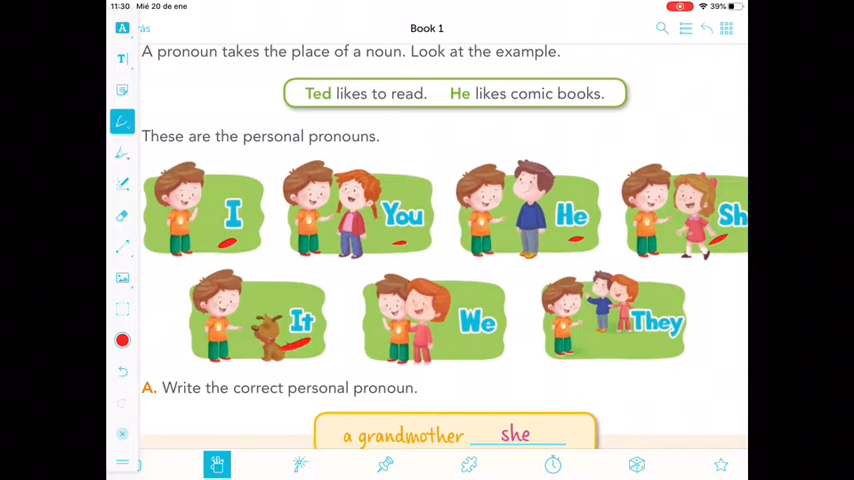 11:30 Mié 20 de ene
39%
rás
Book 1
A
T
A pronoun takes the place of a noun. Look at the example.
Ted likes to read. He likes comic books.
These are the personal pronouns.
I You He Sh
It We They
A. Write the correct personal pronoun.
a grandmother she